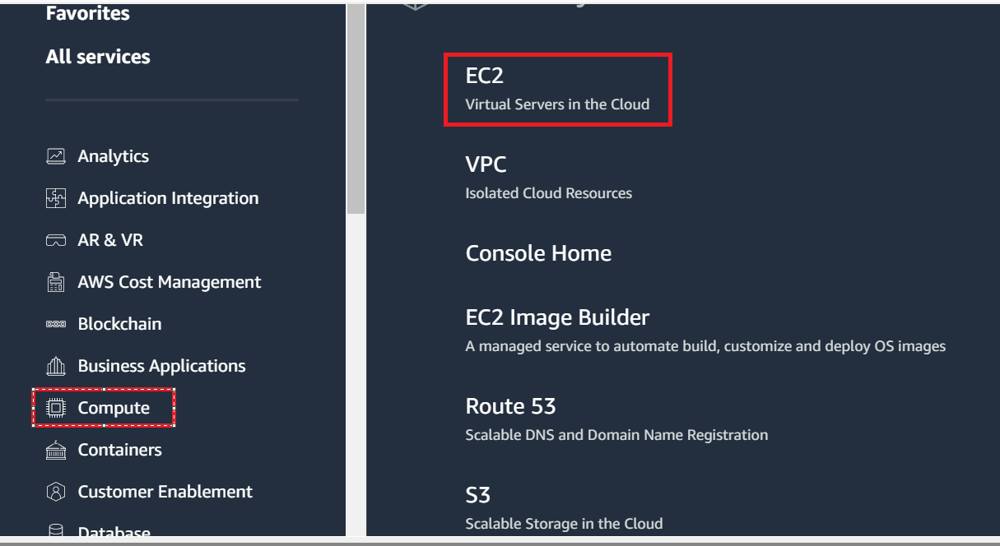 Favorites
All services
Analytics
Application Integration
AR & VR
AWS Cost Management
Blockchain
Business Applications
Compute
Containers
Customer Enablement
Database
EC2
Virtual Servers in the Cloud
VPC
Isolated Cloud Resources
Console Home
EC2 Image Builder
A managed service to automate build, customize and deploy OS images
Route 53
Scalable DNS and Domain Name Registration
S3
Scalable Storage in the Cloud